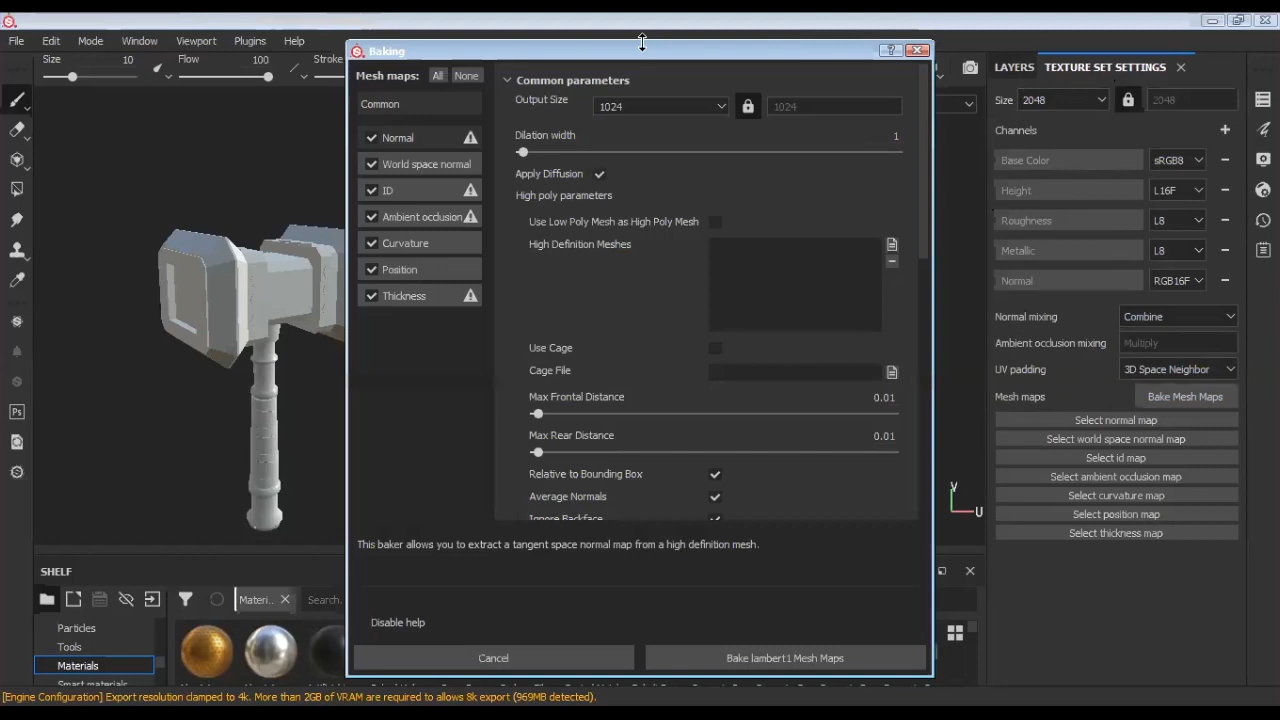 File Edit Mode Window Viewport Plugins Help
Size 10 Flow 100 Stroke
Baking
Mesh maps: All None
Common
Normal
World space normal
ID
Ambient occlusion
Curvature
Position
Thickness
Common parameters
Output Size 1024 1024
Dilation width 1
Apply Diffusion
High poly parameters
Use Low Poly Mesh as High Poly Mesh
High Definition Meshes
Use Cage
Cage File
Max Frontal Distance 0.01
Max Rear Distance 0.01
Relative to Bounding Box
Average Normals
Ignore Backface
This baker allows you to extract a tangent space normal map from a high definition mesh.
Disable help
Cancel Bake lambert1 Mesh Maps
LAYERS TEXTURE SET SETTINGS
Size 2048 2048
Channels
Base Color sRGB8
Height L16F
Roughness L8
Metallic L8
Normal RGB16F
Normal mixing Combine
Ambient occlusion mixing Multiply
UV padding 3D Space Neighbor
Mesh maps Bake Mesh Maps
Select normal map
Select world space normal map
Select id map
Select ambient occlusion map
Select curvature map
Select position map
Select thickness map
V
U
SHELF
Materi.. Search.
Particles
Tools
Materials
Smart materials
Ps
[Engine Configuration] Export resolution clamped to 4k. More than 2GB of VRAM are required to allows 8k export (969MB detected).